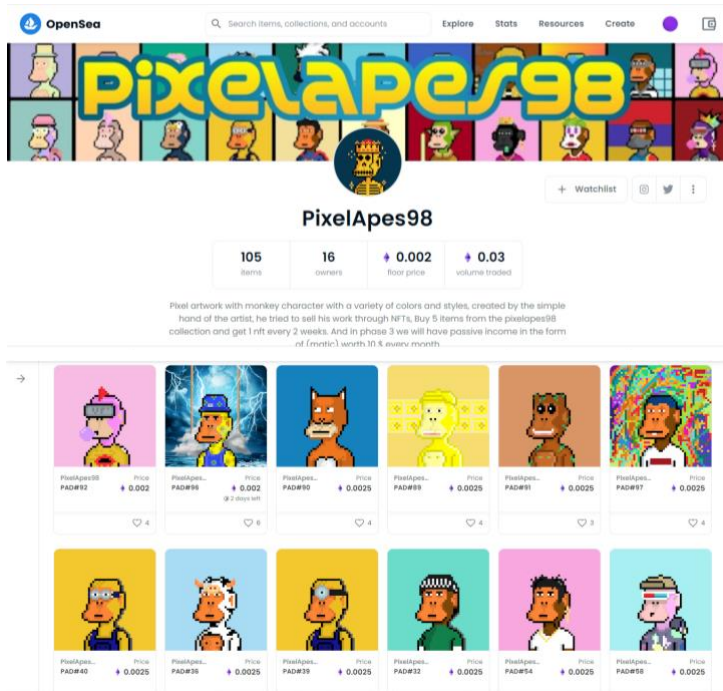 OpenSea
Search items, collections, and accounts
Explore Stats Resources Create
PixelApes98
+ Watchlist
PixelApes98
105 16 0.002 0.03
items owners floor price volume traded
Pixel artwork with monkey character with a variety of colors and styles, created by the simple
hand of the artist, he tried to sell his work through NFTs, Buy 5 items from the pixelapes98
collection and get 1 nft every 2 weeks. And in phase 3 we will have passive income in the form
of (matic) worth 10 $ every month
PixelApes98 Price PixelApes... Price PixelApes... Price PixelApes... Price PixelApes... Price PixelApes... Price
PAD#92 0.002 PAD#96 0.002 PAD#90 0.0025 PAD#89 0.0025 PAD#91 0.0025 PAD#97 0.0025
2 days left
4 6 4 4 3 4
PixelApes... Price PixelApes... Price PixelApes... Price PixelApes... Price PixelApes... Price PixelApes... Price
PAD#40 0.0025 PAD#36 0.0025 PAD#39 0.0025 PAD#32 0.0025 PAD#54 0.0025 PAD#58 0.0025